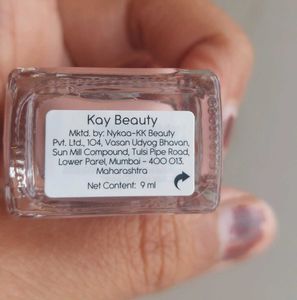 Kay Beauty
Mktd. by: Nykaa-KK Beauty
Pvt. Ltd., 104, Vasan Udyog Bhavan,
Sun Mill Compound, Tulsi Pipe Road,
Lower Parel, Mumbai - 400 013.
Maharashtra
Net Content: 9 ml